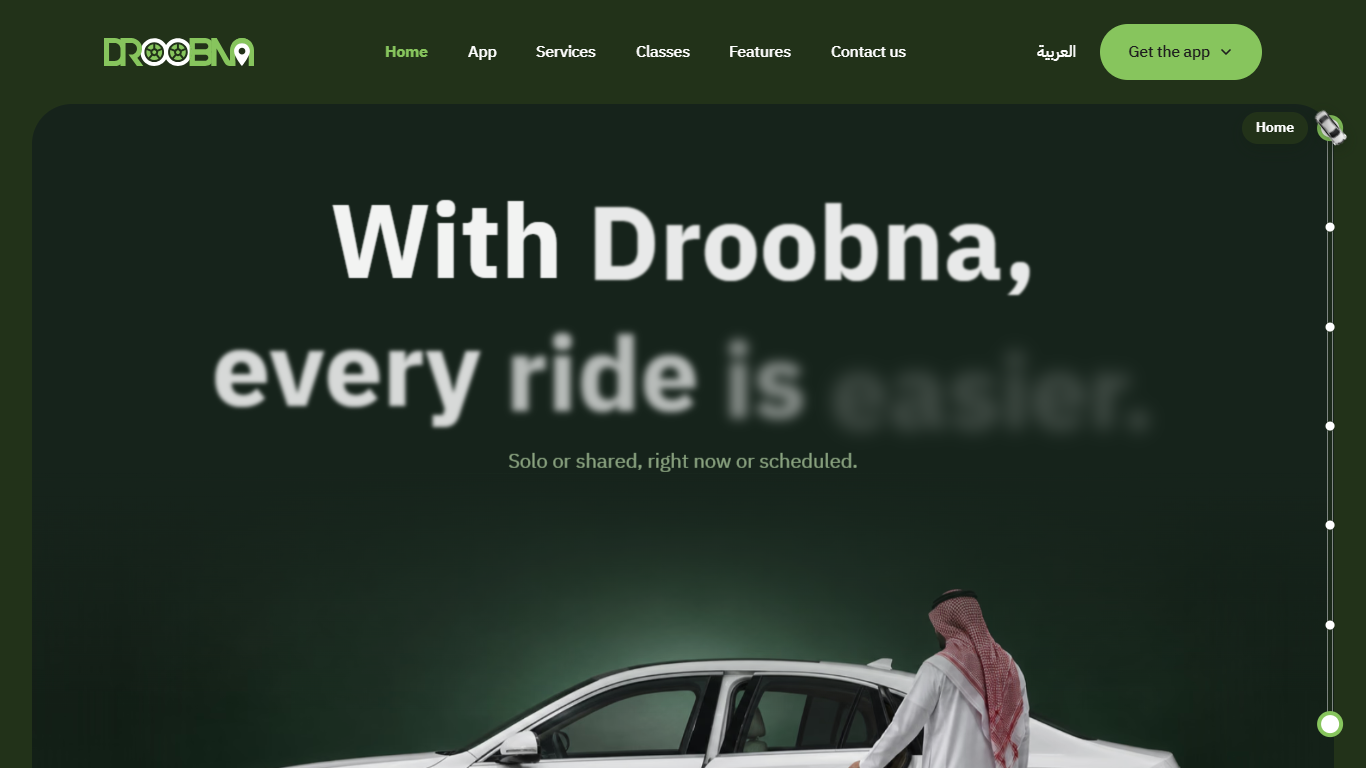 DROOBNA
Home
App
Services
Classes
Features
Contact us
العربية
Get the app
Home
With Droobna,
every ride is easier.
Solo or shared, right now or scheduled.